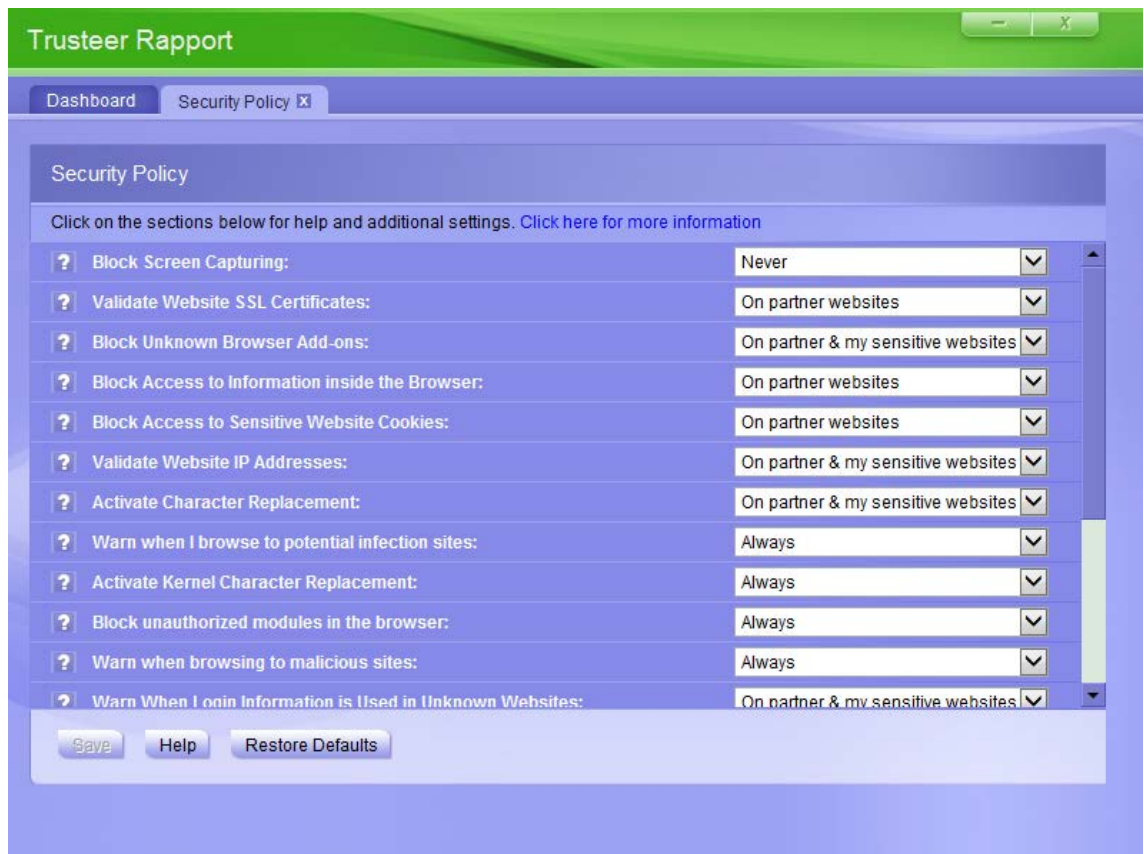 Trusteer Rapport
Dashboard Security Policy
Security Policy
Click on the sections below for help and additional settings. Click here for more information
? Block Screen Capturing: Never
? Validate Website SSL Certificates: On partner websites
? Block Unknown Browser Add-ons: On partner & my sensitive websites
? Block Access to Information inside the Browser: On partner websites
? Block Access to Sensitive Website Cookies: On partner websites
? Validate Website IP Addresses: On partner & my sensitive websites
? Activate Character Replacement: On partner & my sensitive websites
? Warn when I browse to potential infection sites: Always
? Activate Kernel Character Replacement: Always
? Block unauthorized modules in the browser: Always
? Warn when browsing to malicious sites: Always
? Warn When Login Information is Used in Unknown Websites: On partner & my sensitive websites
Save Help Restore Defaults